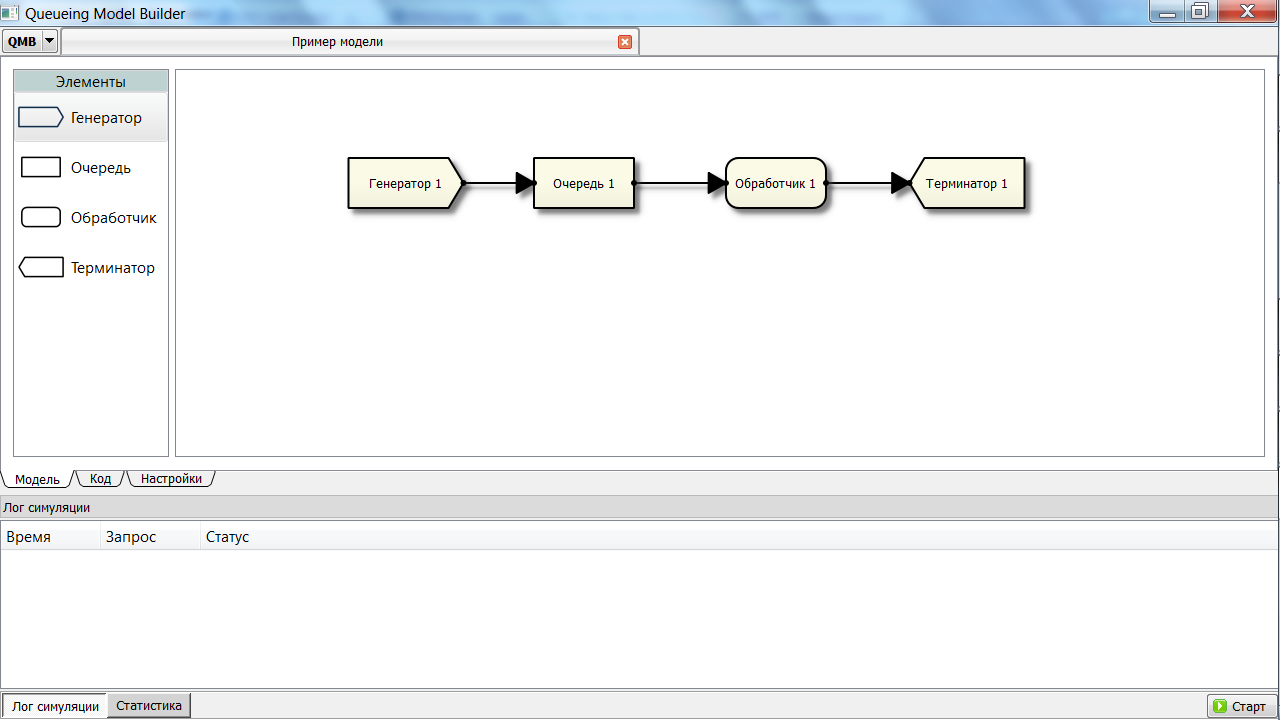 Queueing Model Builder
QMB
Пример модели
Элементы
Генератор
Очередь
Обработчик
Терминатор
Генератор 1
Очередь 1
Обработчик 1
Терминатор 1
Модель
Код
Настройки
Лог симуляции
Время Запрос Статус
Лог симуляции
Статистика
Старт